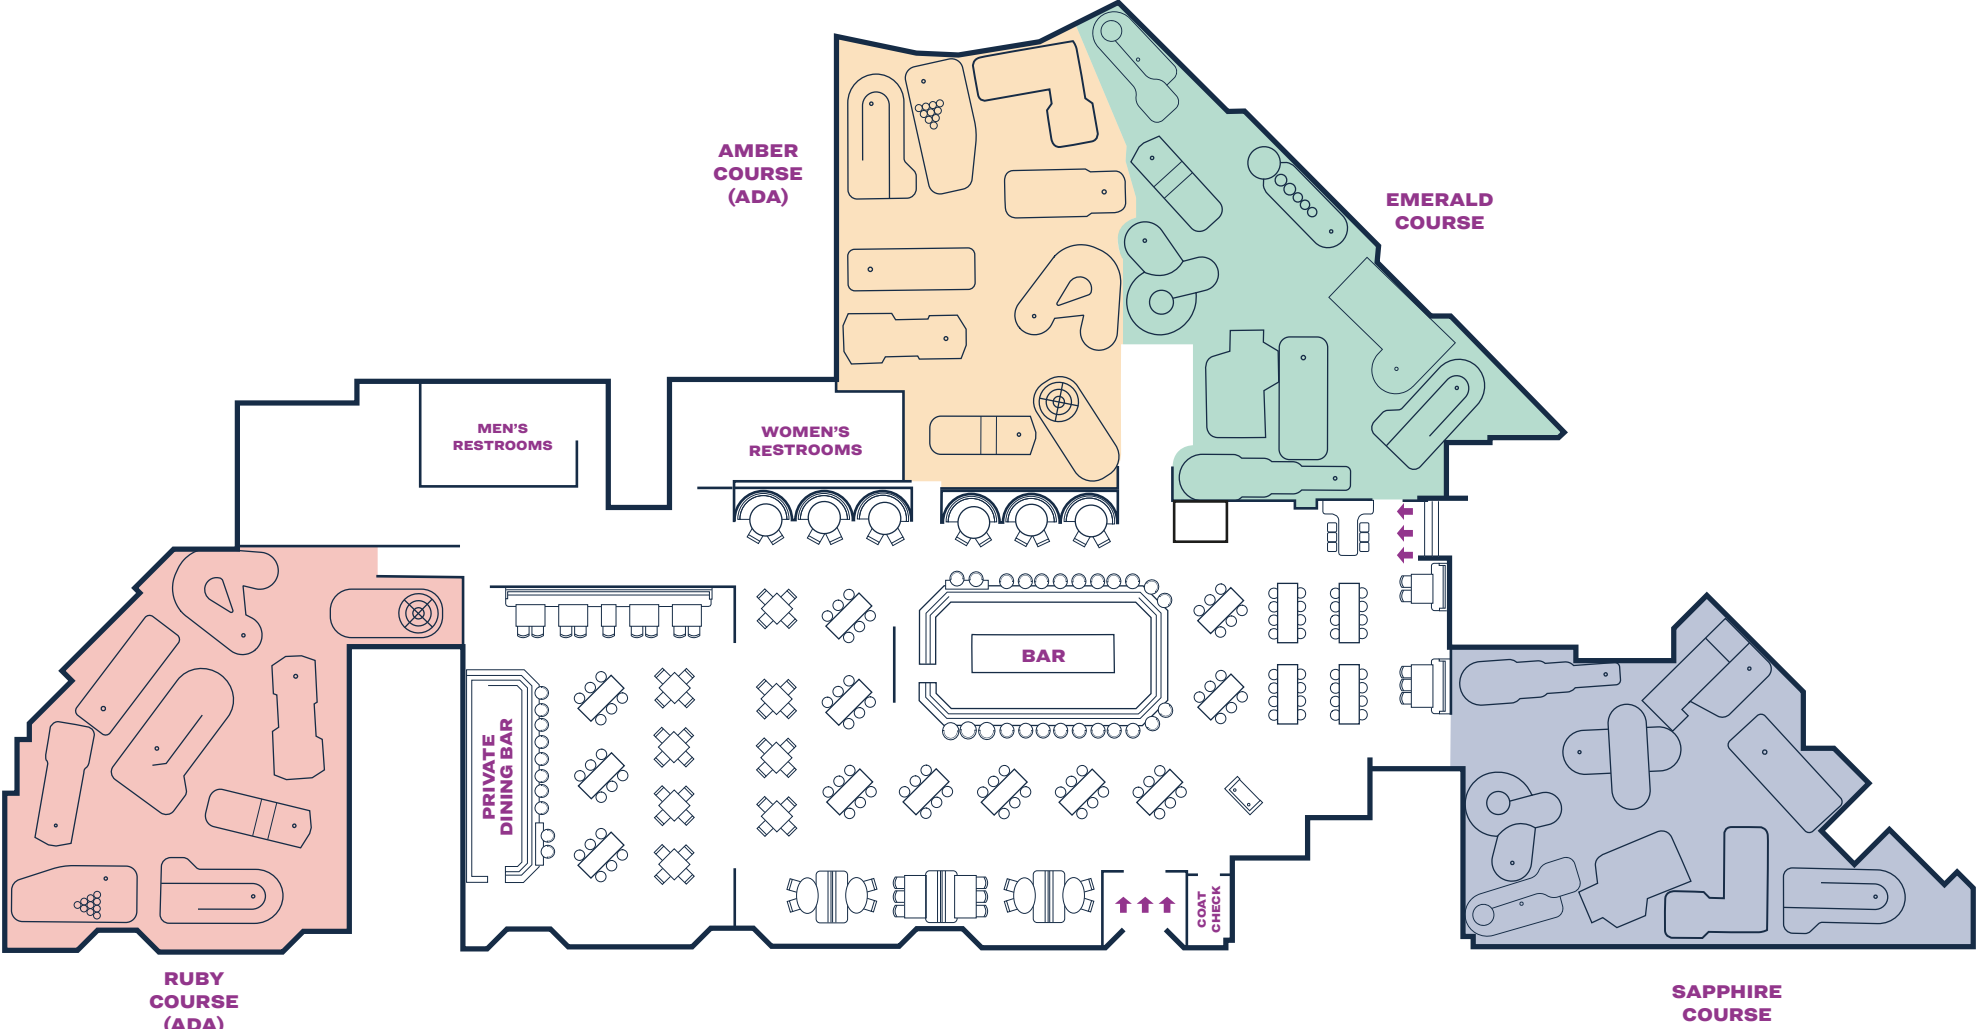 AMBER
COURSE
(ADA)
EMERALD
COURSE
MEN'S
RESTROOMS
WOMEN'S
RESTROOMS
BAR
PRIVATE
DINING BAR
COAT
CHECK
RUBY
COURSE
(ADA)
SAPPHIRE
COURSE